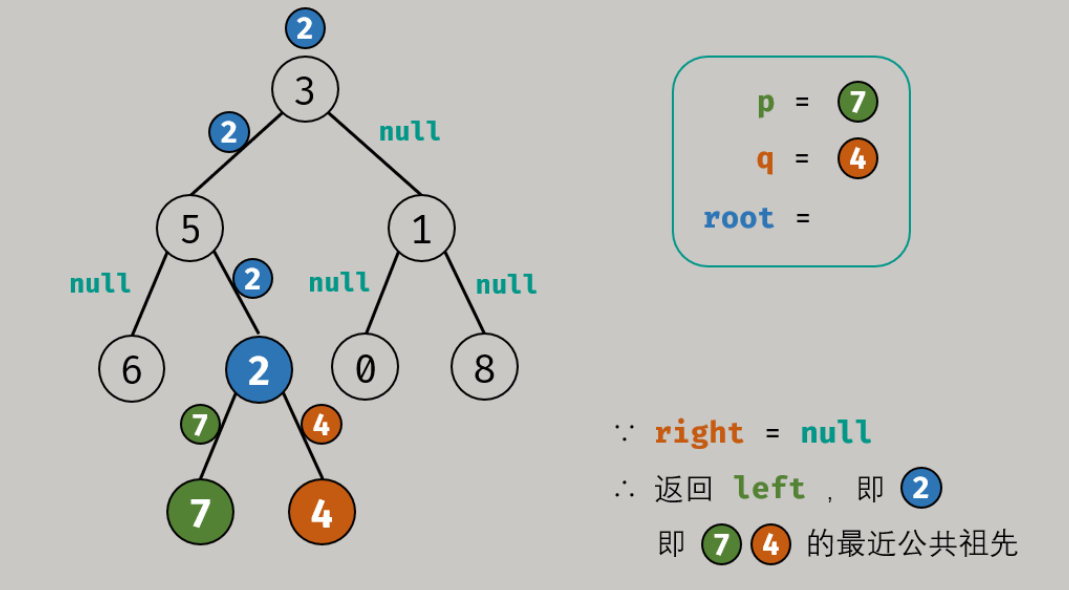 2
3
2
null
5
1
null
2
null
null
6
2
0
8
7
4
7
4
p = 7
q = 4
root =
∵ right = null
∴ 返回 left , 即 2
即 7 4 的最近公共祖先